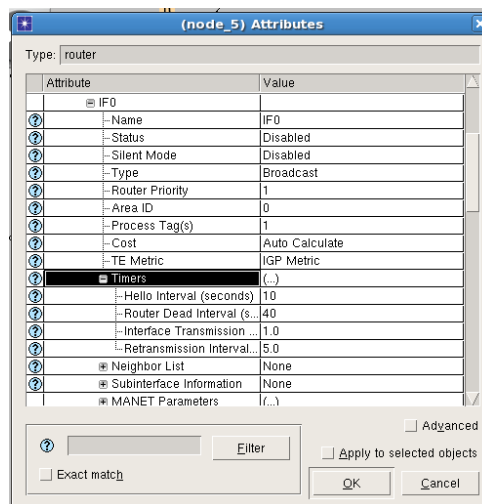 (node_5) Attributes
Type: router
Attribute Value
IF0
Name IF0
Status Disabled
Silent Mode Disabled
Type Broadcast
Router Priority 1
Area ID 0
Process Tag(s) 1
Cost Auto Calculate
TE Metric IGP Metric
Timers (...)
Hello Interval (seconds) 10
Router Dead Interval (s... 40
Interface Transmission ... 1.0
Retransmission Interval... 5.0
Neighbor List None
Subinterface Information None
MANET Parameters (...)
Advanced
Filter
Apply to selected objects
Exact match
OK Cancel